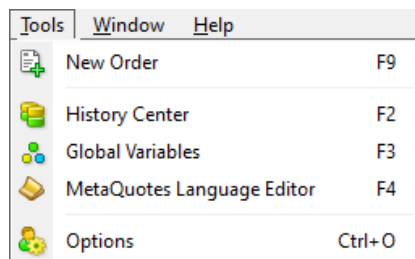 Tools Window Help
New Order F9
History Center F2
Global Variables F3
MetaQuotes Language Editor F4
Options Ctrl+O